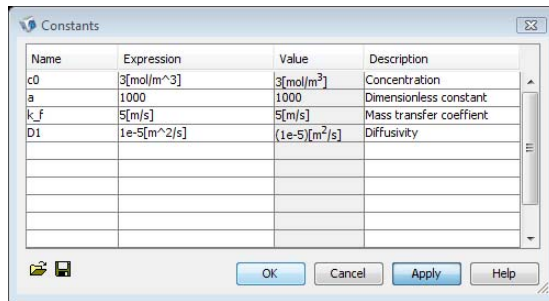 Constants
Name Expression Value Description
c0 3[mol/m^3] 3[mol/m³] Concentration
a 1000 1000 Dimensionless constant
k_f 5[m/s] 5[m/s] Mass transfer coeffient
D1 1e-5[m^2/s] (1e-5)[m²/s] Diffusivity
OK Cancel Apply Help